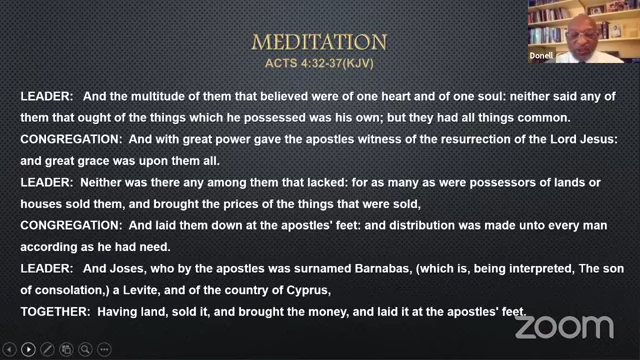 MEDITATION
ACTS 4:32-37(KJV)
Donell
LEADER: And the multitude of them that believed were of one heart and of one soul: neither said any of
them that ought of the things which he possessed was his own; but they had all things common.
CONGREGATION: And with great power gave the apostles witness of the resurrection of the Lord Jesus:
and great grace was upon them all.
LEADER: Neither was there any among them that lacked: for as many as were possessors of lands or
houses sold them, and brought the prices of the things that were sold,
CONGREGATION: And laid them down at the apostles' feet: and distribution was made unto every man
according as he had need.
LEADER: And Joses, who by the apostles was surnamed Barnabas, (which is, being interpreted, The son
of consolation,) a Levite, and of the country of Cyprus,
TOGETHER: Having land, sold it, and brought the money, and laid it at the apostles' feet.
zoom